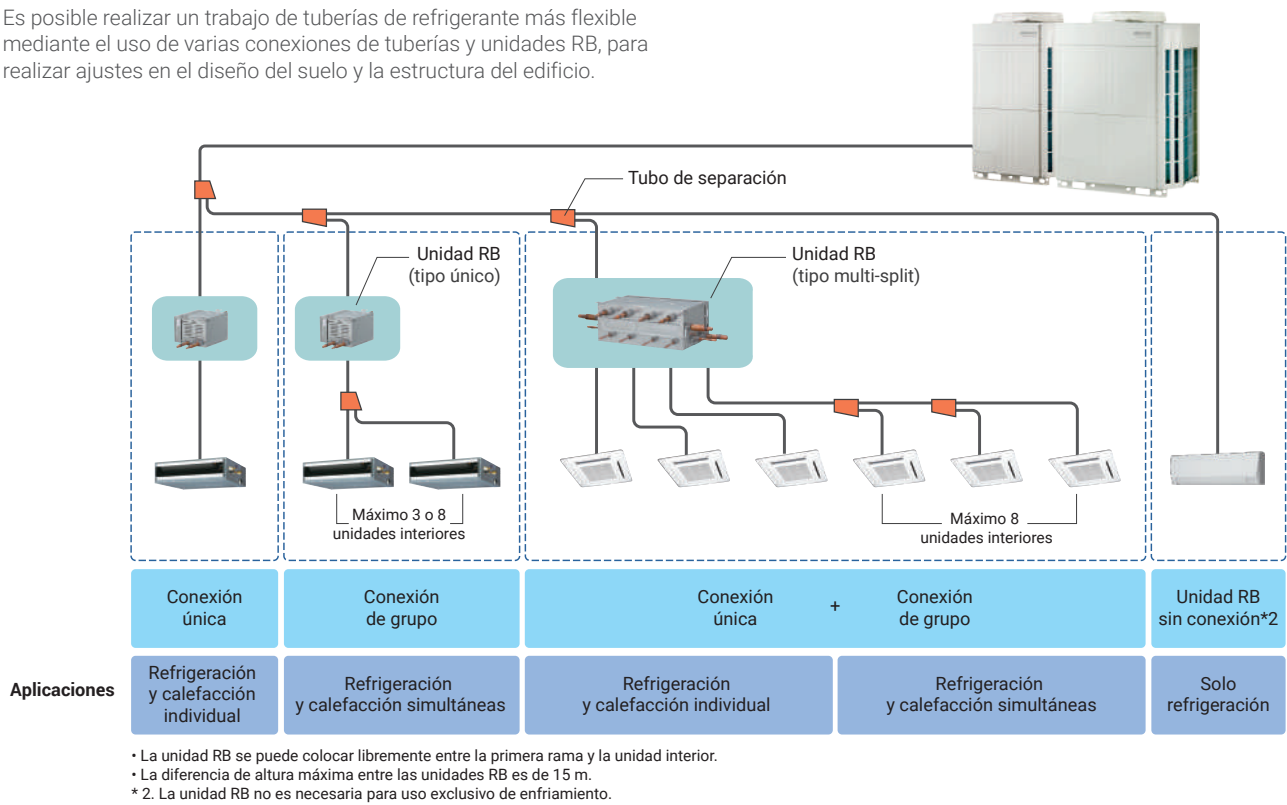 Es posible realizar un trabajo de tuberías de refrigerante más flexible
mediante el uso de varias conexiones de tuberías y unidades RB, para
realizar ajustes en el diseño del suelo y la estructura del edificio.
Tubo de separación
Unidad RB
(tipo único)
Unidad RB
(tipo multi-split)
Máximo 3 o 8
unidades interiores
Máximo 8
unidades interiores
Conexión
única
Conexión
de grupo
Conexión
única
+
Conexión
de grupo
Unidad RB
sin conexión*2
Aplicaciones
Refrigeración
y calefacción
individual
Refrigeración
y calefacción simultáneas
Refrigeración
y calefacción individual
Refrigeración
y calefacción simultáneas
Solo
refrigeración
• La unidad RB se puede colocar libremente entre la primera rama y la unidad interior.
• La diferencia de altura máxima entre las unidades RB es de 15 m.
* 2. La unidad RB no es necesaria para uso exclusivo de enfriamiento.